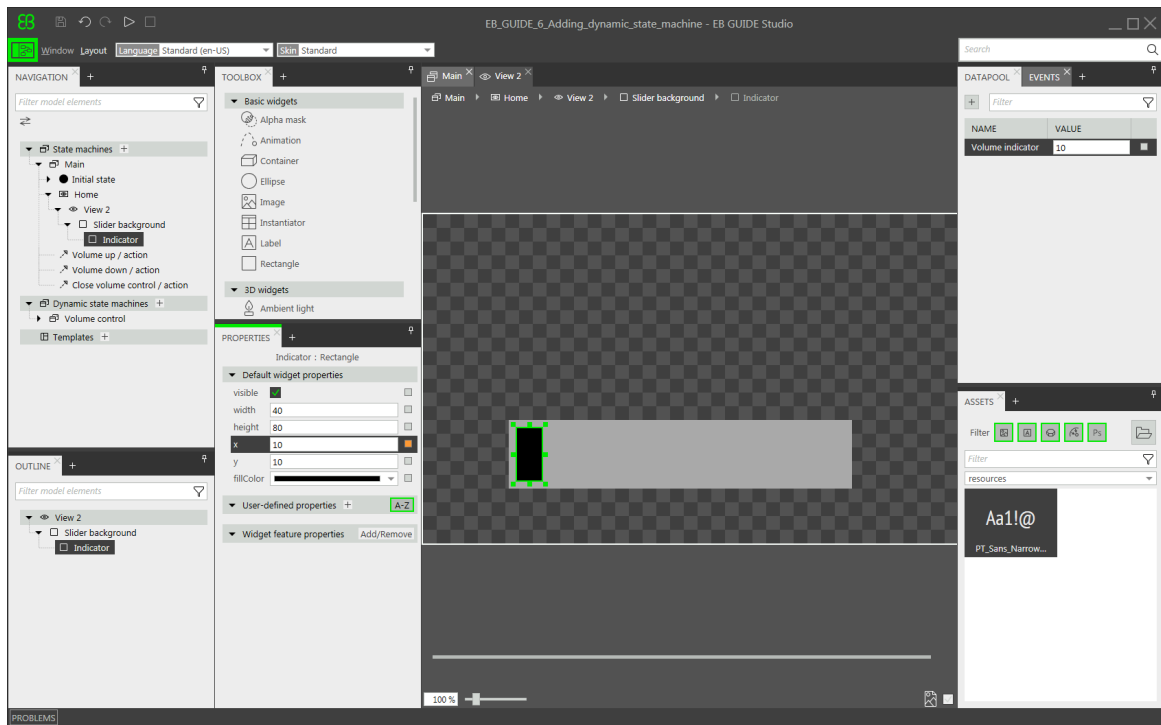 EB
EB_GUIDE_6_Adding_dynamic_state_machine - EB GUIDE Studio
Window Layout Language Standard (en-US) Skin Standard
Search
NAVIGATION × +
Filter model elements
State machines +
Main
Initial state
Home
View 2
Slider background
Indicator
Volume up / action
Volume down / action
Close volume control / action
Dynamic state machines +
Volume control
Templates +
OUTLINE × +
Filter model elements
View 2
Slider background
Indicator
TOOLBOX × +
Basic widgets
Alpha mask
Animation
Container
Ellipse
Image
Instantiator
A Label
Rectangle
3D widgets
Ambient light
PROPERTIES × +
Indicator : Rectangle
Default widget properties
visible
width 40
height 80
x 10
y 10
fillColor
User-defined properties + A-Z
Widget feature properties Add/Remove
Main × View 2 ×
Main Home View 2 Slider background Indicator
100 %
DATAPOOL × EVENTS × +
+ Filter
NAME VALUE
Volume indicator 10
ASSETS × +
Filter A Ps
Filter
resources
Aa1!@
PT_Sans_Narrow...
PROBLEMS